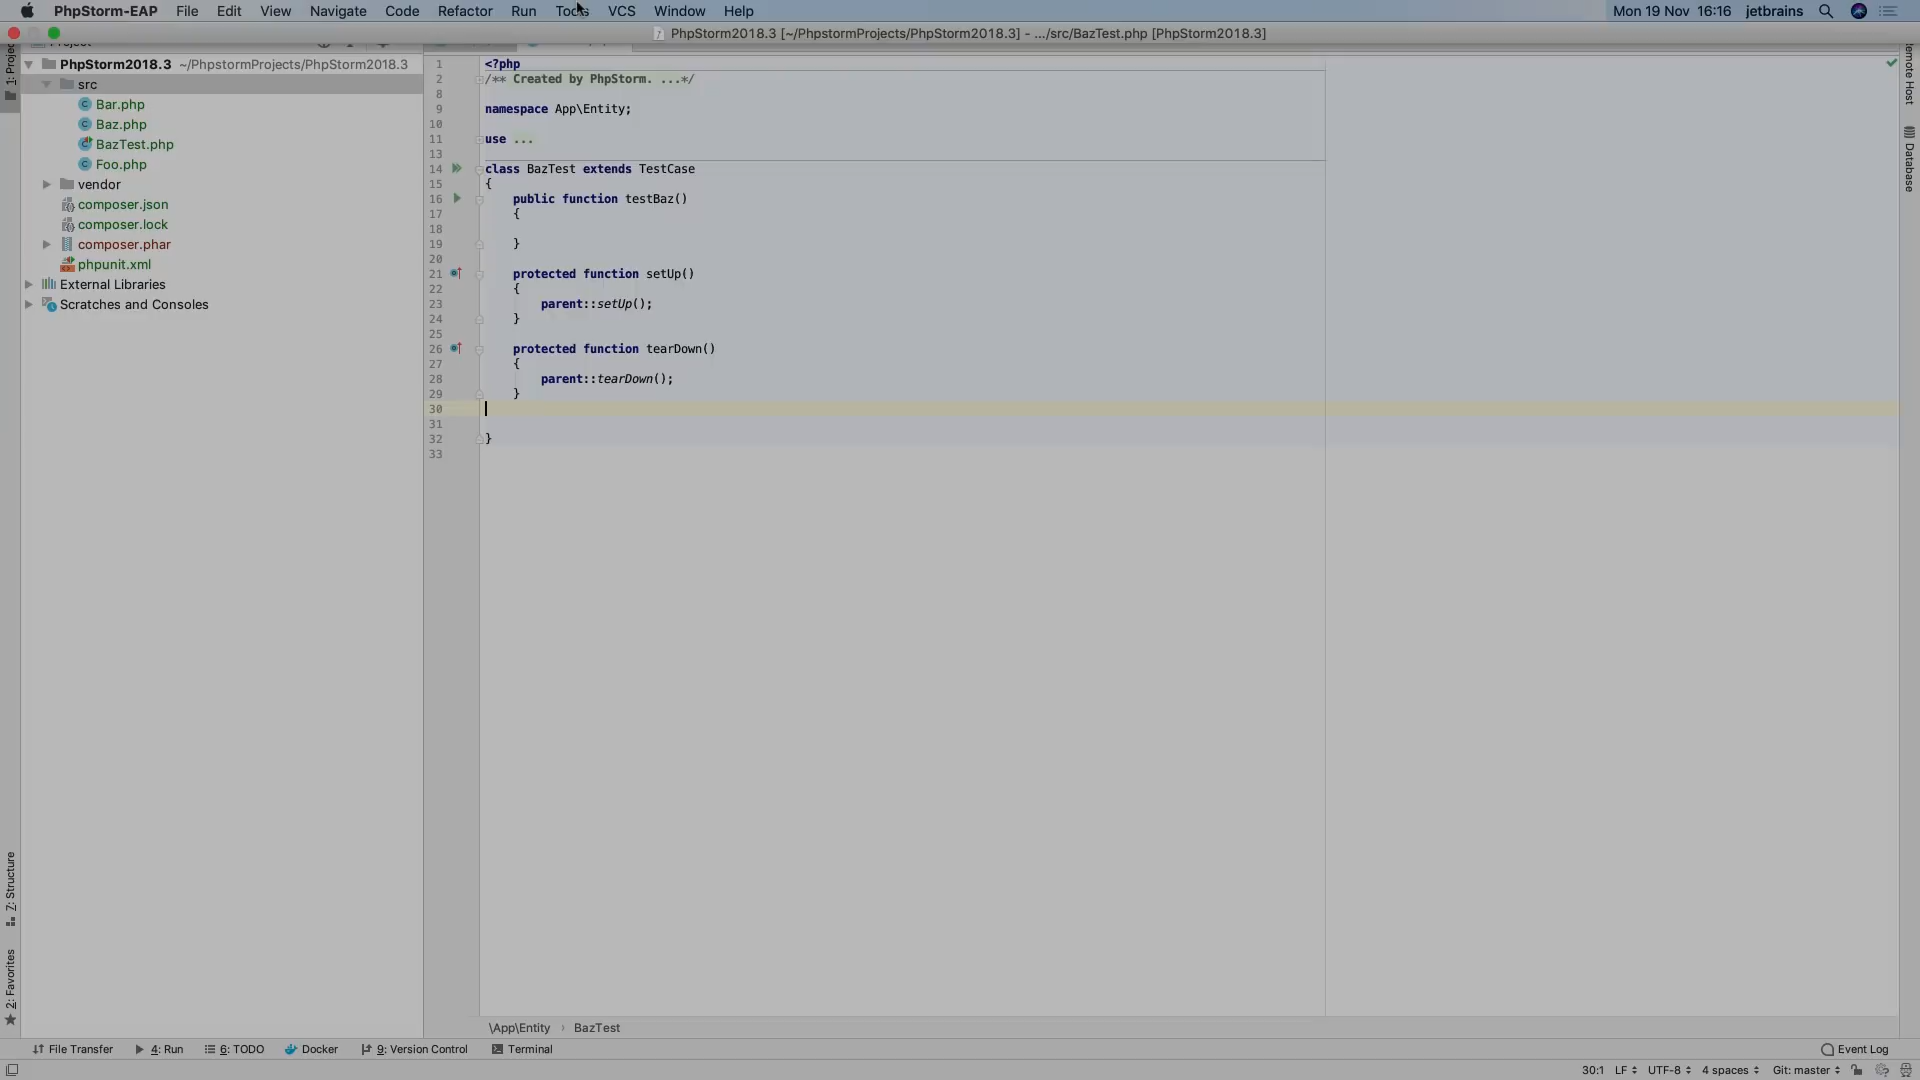 PhpStorm-EAP File Edit View Navigate Code Refactor Run Tools VCS Window Help Mon 19 Nov 16:16 jetbrains
PhpStorm2018.3 [~/PhpstormProjects/PhpStorm2018.3] - .../src/BazTest.php [PhpStorm2018.3]
1: Project
PhpStorm2018.3 ~/PhpstormProjects/PhpStorm2018.3
src
Bar.php
Baz.php
BazTest.php
Foo.php
vendor
composer.json
composer.lock
composer.phar
phpunit.xml
External Libraries
Scratches and Consoles
Z: Structure
2: Favorites
1 <?php
2 /** Created by PhpStorm. ...*/
8
9 namespace App\Entity;
10
11 use ...
13
14 class BazTest extends TestCase
15 {
16 public function testBaz()
17 {
18
19 }
20
21 protected function setUp()
22 {
23 parent::setUp();
24 }
25
26 protected function tearDown()
27 {
28 parent::tearDown();
29 }
30
31
32 }
33
Remote Host
Database
\App\Entity › BazTest
File Transfer 4: Run 6: TODO Docker 9: Version Control Terminal Event Log
30:1 LF UTF-8 4 spaces Git: master